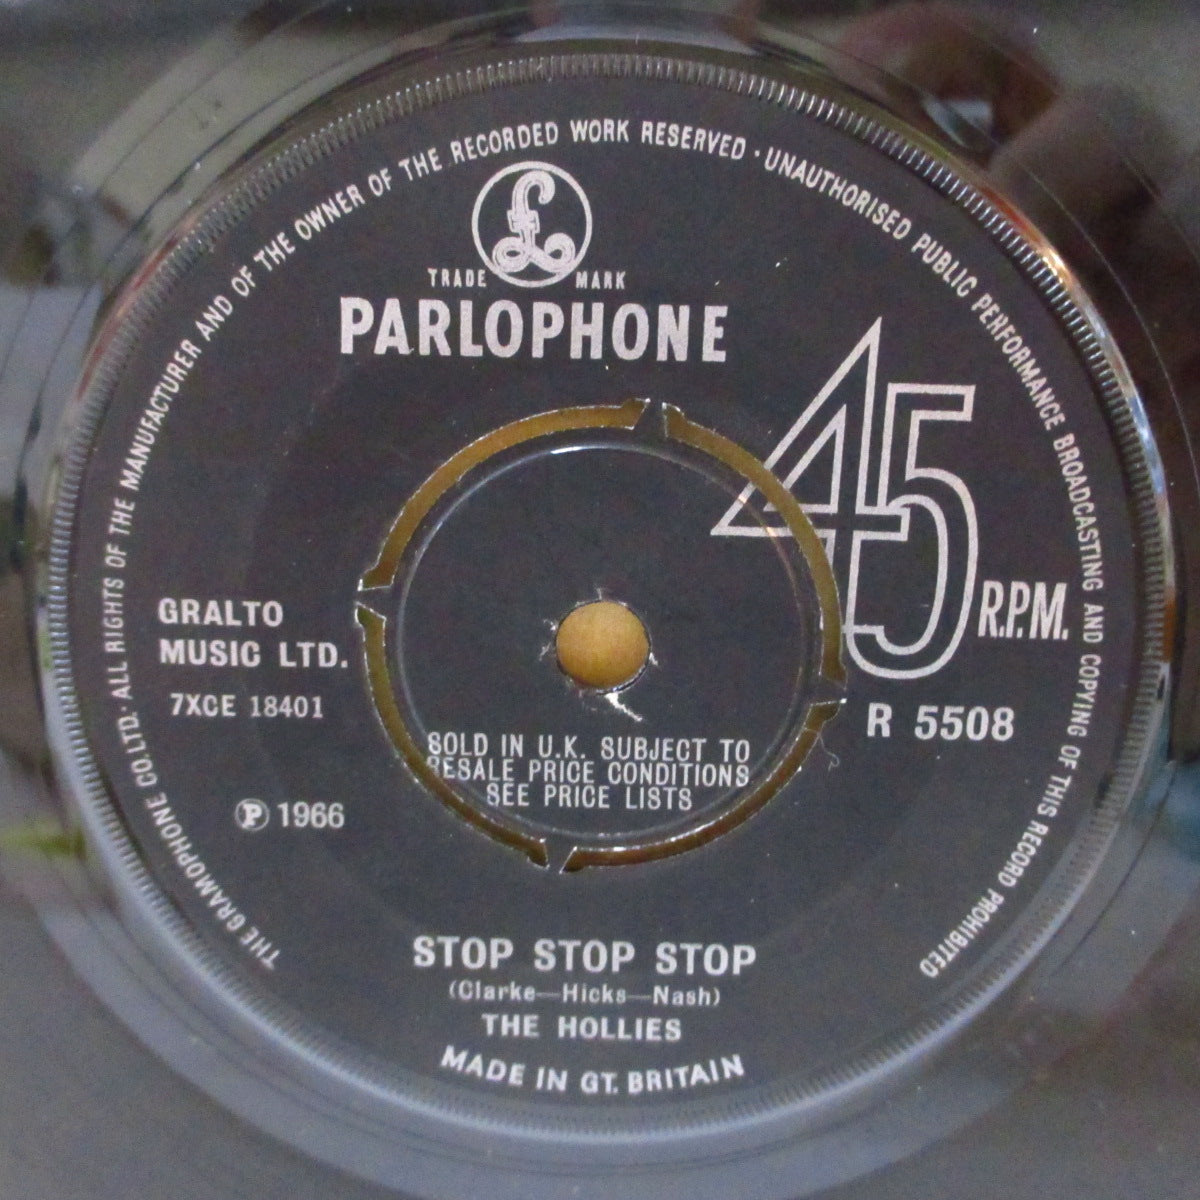 THE GRAMOPHONE CO.LTD. · ALL RIGHTS OF THE MANUFACTURER AND OF THE OWNER OF THE RECORDED WORK RESERVED · UNAUTHORISED PUBLIC PERFORMANCE BROADCASTING AND COPYING OF THIS RECORD PROHIBITED
£
TRADE MARK
PARLOPHONE
45 R.P.M.
GRALTO
MUSIC LTD.
7XCE 18401
R 5508
SOLD IN U.K. SUBJECT TO
RESALE PRICE CONDITIONS
SEE PRICE LISTS
℗ 1966
STOP STOP STOP
(Clarke—Hicks—Nash)
THE HOLLIES
MADE IN GT. BRITAIN